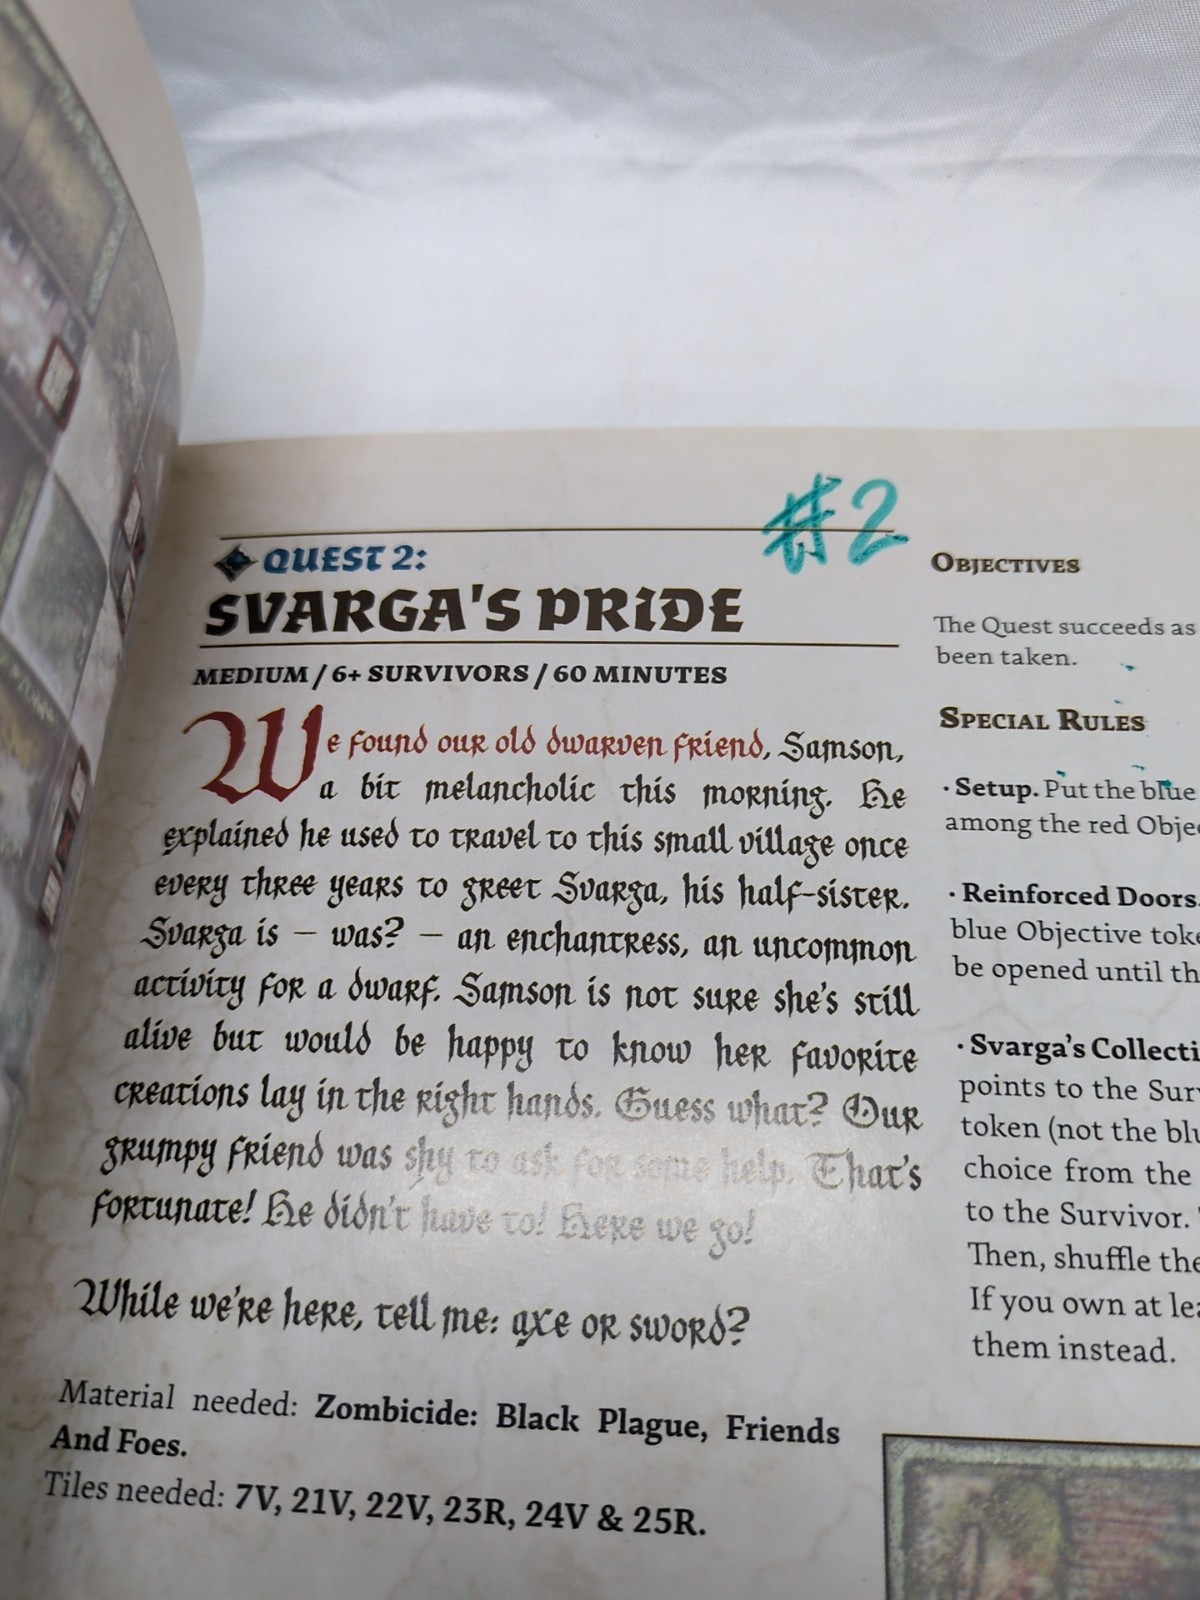 #2
QUEST 2:
SVARGA'S PRIDE
MEDIUM / 6+ SURVIVORS / 60 MINUTES
We found our old dwarven friend, Samson,
a bit melancholic this morning. He
explained he used to travel to this small village once
every three years to greet Svarga, his half-sister.
Svarga is – was? – an enchantress, an uncommon
activity for a dwarf. Samson is not sure she's still
alive but would be happy to know her favorite
creations lay in the right hands. Guess what? Our
grumpy friend was shy to ask for some help. That's
fortunate! He didn't have to! Here we go!
While we're here, tell me: axe or sword?
Material needed: Zombicide: Black Plague, Friends
And Foes.
Tiles needed: 7V, 21V, 22V, 23R, 24V & 25R.
OBJECTIVES
The Quest succeeds as
been taken.
SPECIAL RULES
· Setup. Put the blue
among the red Objec
· Reinforced Doors.
blue Objective toke
be opened until th
· Svarga's Collecti
points to the Surv
token (not the blu
choice from the
to the Survivor.
Then, shuffle the
If you own at lea
them instead.